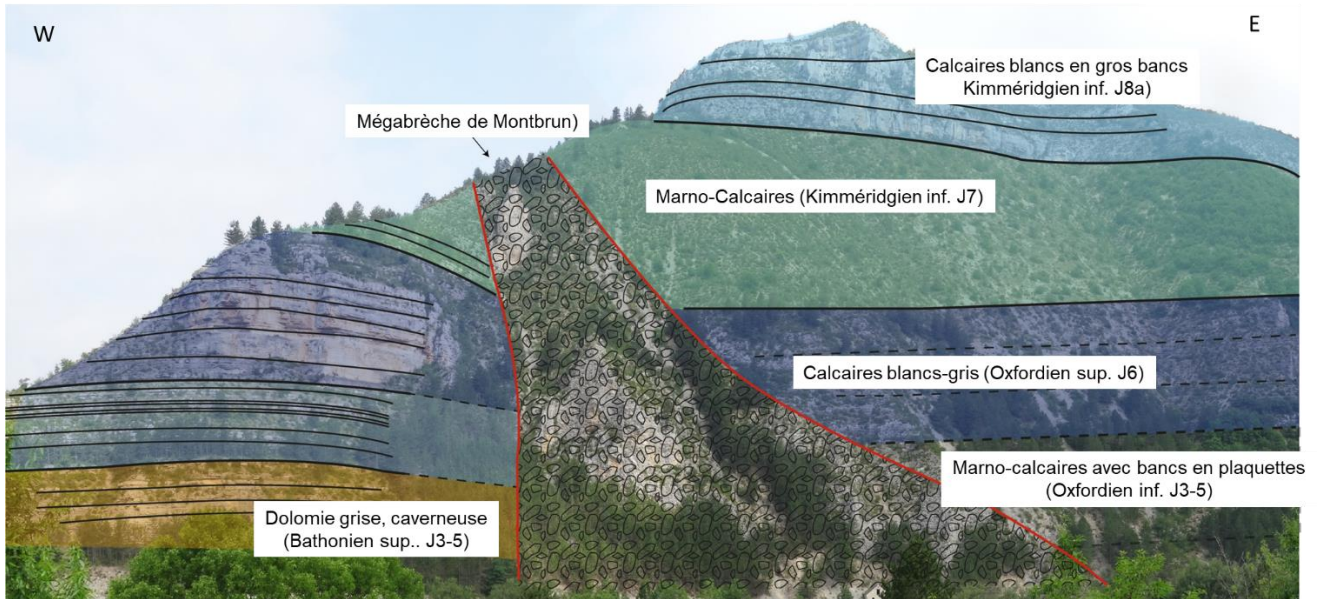 W
E
Calcaires blancs en gros bancs
Kimméridgien inf. J8a)
Mégabrèche de Montbrun)
Marno-Calcaires (Kimméridgien inf. J7)
Calcaires blancs-gris (Oxfordien sup. J6)
Marno-calcaires avec bancs en plaquettes
(Oxfordien inf. J3-5)
Dolomie grise, caverneuse
(Bathonien sup.. J3-5)